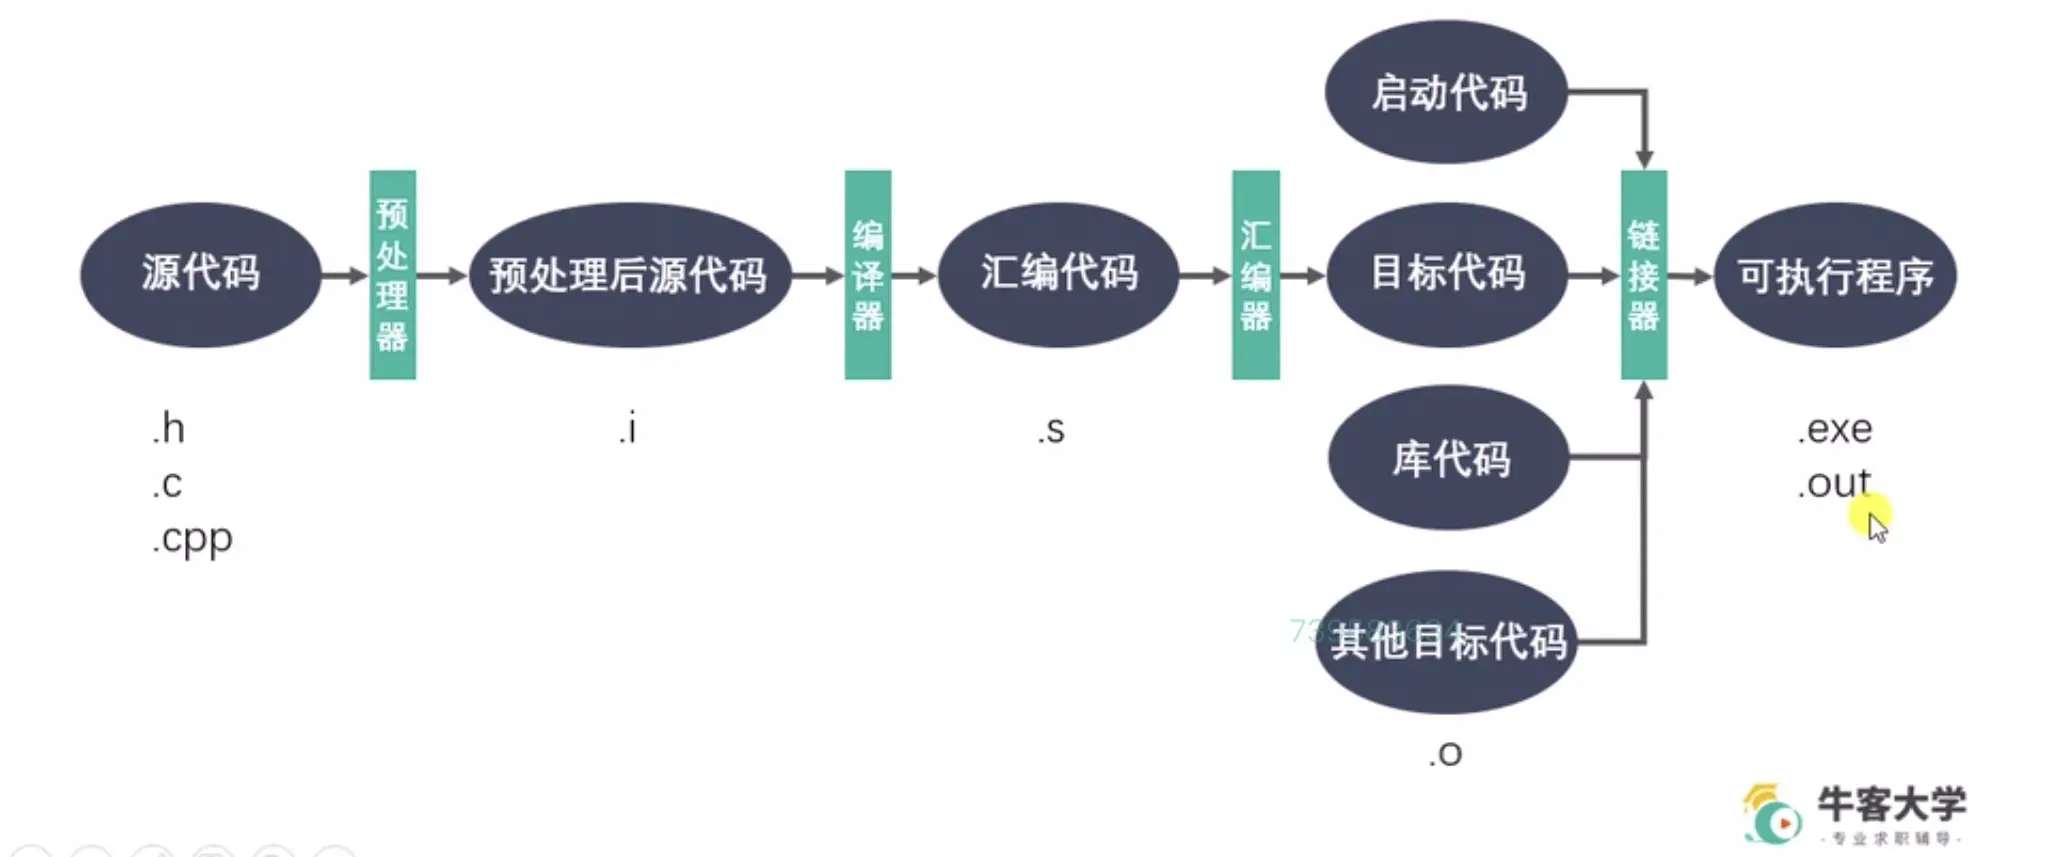 启动代码
源代码
预处理器
预处理后源代码
编译器
汇编代码
汇编器
目标代码
链接器
可执行程序
.h
.c
.cpp
.i
.s
.exe
.out
库代码
其他目标代码
.o
牛客大学
-专业求职辅导-